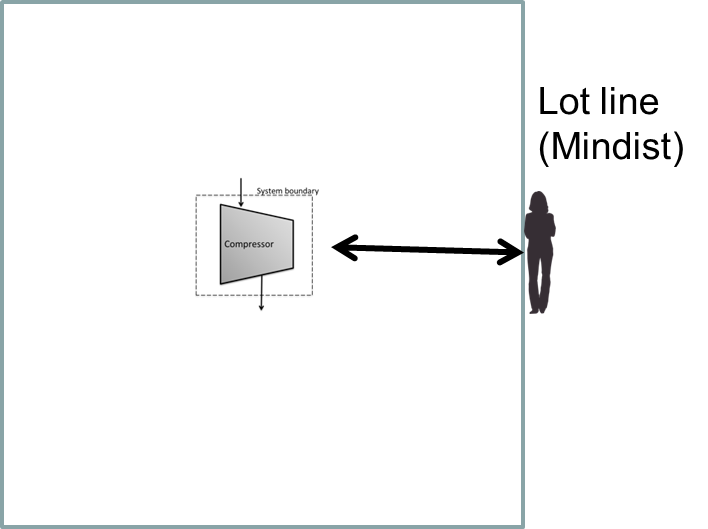 Lot line
(Mindist)
System boundary
Compressor